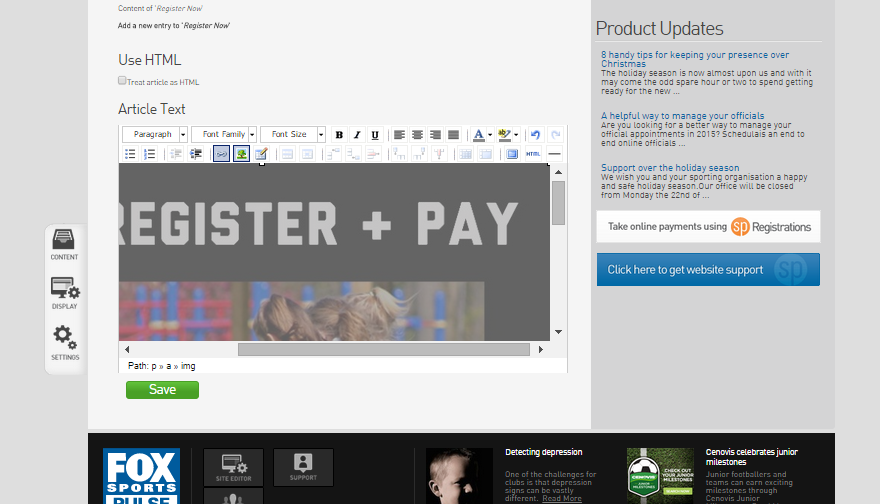 Content of 'Register Now'
Add a new entry to 'Register Now'
Use HTML
Treat article as HTML
Article Text
Paragraph
Font Family
Font Size
B I U
A
HTML
REGISTER + PAY
Path: p » a » img
Save
CONTENT
DISPLAY
SETTINGS
Product Updates
8 handy tips for keeping your presence over
Christmas
The holiday season is now almost upon us and with it
may come the odd spare hour or two to spend getting
ready for the new ...
A helpful way to manage your officials
Are you looking for a better way to manage your
official appointments in 2015? Schedulais an end to
end online officials ...
Support over the holiday season
We wish you and your sporting organisation a happy
and safe holiday season.Our office will be closed
from Monday the 22nd of ...
Take online payments using sp Registrations
Click here to get website support sp
FOX
SPORTS
PULSE
SITE EDITOR
SUPPORT
Detecting depression
One of the challenges for
clubs is that depression
signs can be vastly
different. Read More
CENOVIS
JUNIOR
MILESTONES
CHECK OUT
YOUR JUNIOR
MILESTONES
Cenovis celebrates junior
milestones
Junior footballers and
teams can earn exciting
milestones through
Cenovis Junior